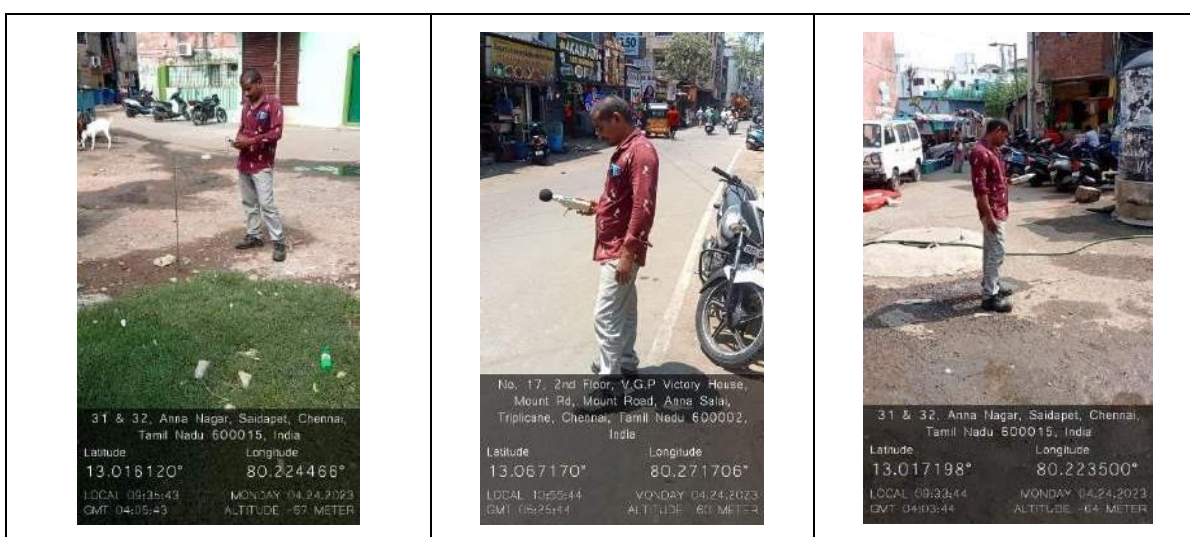 31 & 32, Anna Nagar, Saidapet, Chennai,
Tamil Nadu 600015, India
Latitude
Longitude
13.016120°
80.224466°
LOCAL 09:35:43
MONDAY 04.24.2023
GMT 04:05:43
ALTITUDE -57 METER
No. 17, 2nd Floor, V.G.P Victory House,
Mount Rd, Mount Road, Anna Salai,
Triplicane, Chennai, Tamil Nadu 600002,
India
Latitude
Longitude
13.067170°
80.271706°
LOCAL 10:55:44
MONDAY 04.24.2023
GMT 05:25:44
ALTITUDE -60 METER
31 & 32, Anna Nagar, Saidapet, Chennai,
Tamil Nadu 600015, India
Latitude
Longitude
13.017198°
80.223500°
LOCAL 09:33:44
MONDAY 04.24.2023
GMT 04:03:44
ALTITUDE -64 METER